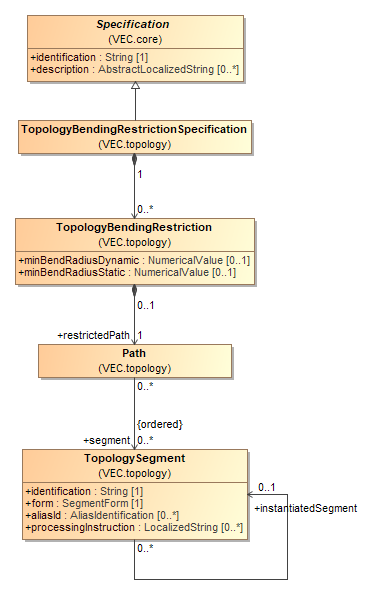 Specification
(VEC.core)
+identification : String [1]
+description : AbstractLocalizedString [0..*]
TopologyBendingRestrictionSpecification
(VEC.topology)
1
0..*
TopologyBendingRestriction
(VEC.topology)
+minBendRadiusDynamic : NumericalValue [0..1]
+minBendRadiusStatic : NumericalValue [0..1]
0..1
+restrictedPath 1
Path
(VEC.topology)
0..*
{ordered}
+segment 0..*
TopologySegment
(VEC.topology)
+identification : String [1]
+form : SegmentForm [1]
+aliasId : AliasIdentification [0..*]
+processingInstruction : LocalizedString [0..*]
0..1
+instantiatedSegment
0..*